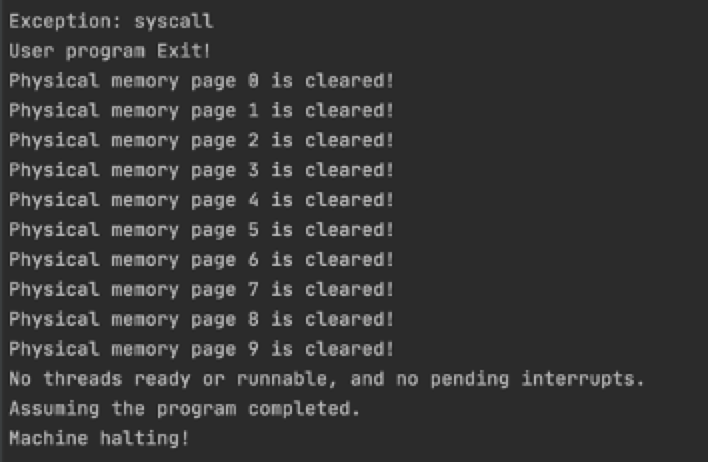 Exception: syscall
User program Exit!
Physical memory page 0 is cleared!
Physical memory page 1 is cleared!
Physical memory page 2 is cleared!
Physical memory page 3 is cleared!
Physical memory page 4 is cleared!
Physical memory page 5 is cleared!
Physical memory page 6 is cleared!
Physical memory page 7 is cleared!
Physical memory page 8 is cleared!
Physical memory page 9 is cleared!
No threads ready or runnable, and no pending interrupts.
Assuming the program completed.
Machine halting!